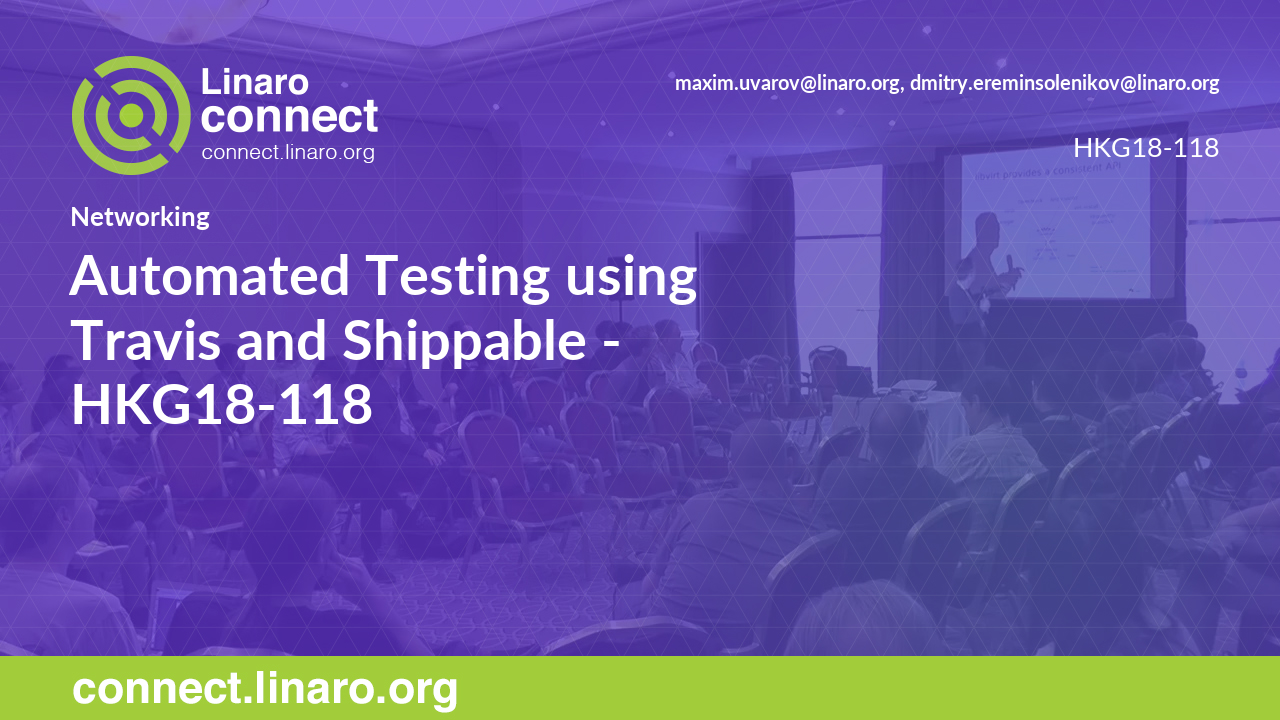 Linaro
connect
connect.linaro.org
maxim.uvarov@linaro.org, dmitry.ereminsolenikov@linaro.org
HKG18-118
Networking
Automated Testing using
Travis and Shippable -
HKG18-118
connect.linaro.org